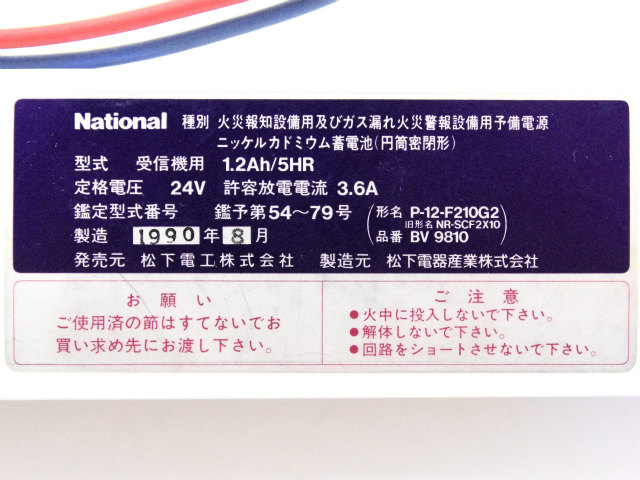 National 種別 火災報知設備用及びガス漏れ火災警報設備用予備電源
ニッケルカドミウム蓄電池(円筒密閉形)
型式 受信機用 1.2Ah/5HR
定格電圧 24V 許容放電電流 3.6A
鑑定型式番号 鑑予第54〜79号
製造 1990年8月
(形名 P-12-F210G2
旧形名 NR-SCF2X10
品番 BV 9810)
発売元 松下電工株式会社 製造元 松下電器産業株式会社
お願い
ご使用済の節はすてないでお
買い求め先にお渡し下さい。
ご注意
●火中に投入しないで下さい。
●解体しないで下さい。
●回路をショートさせないで下さい。